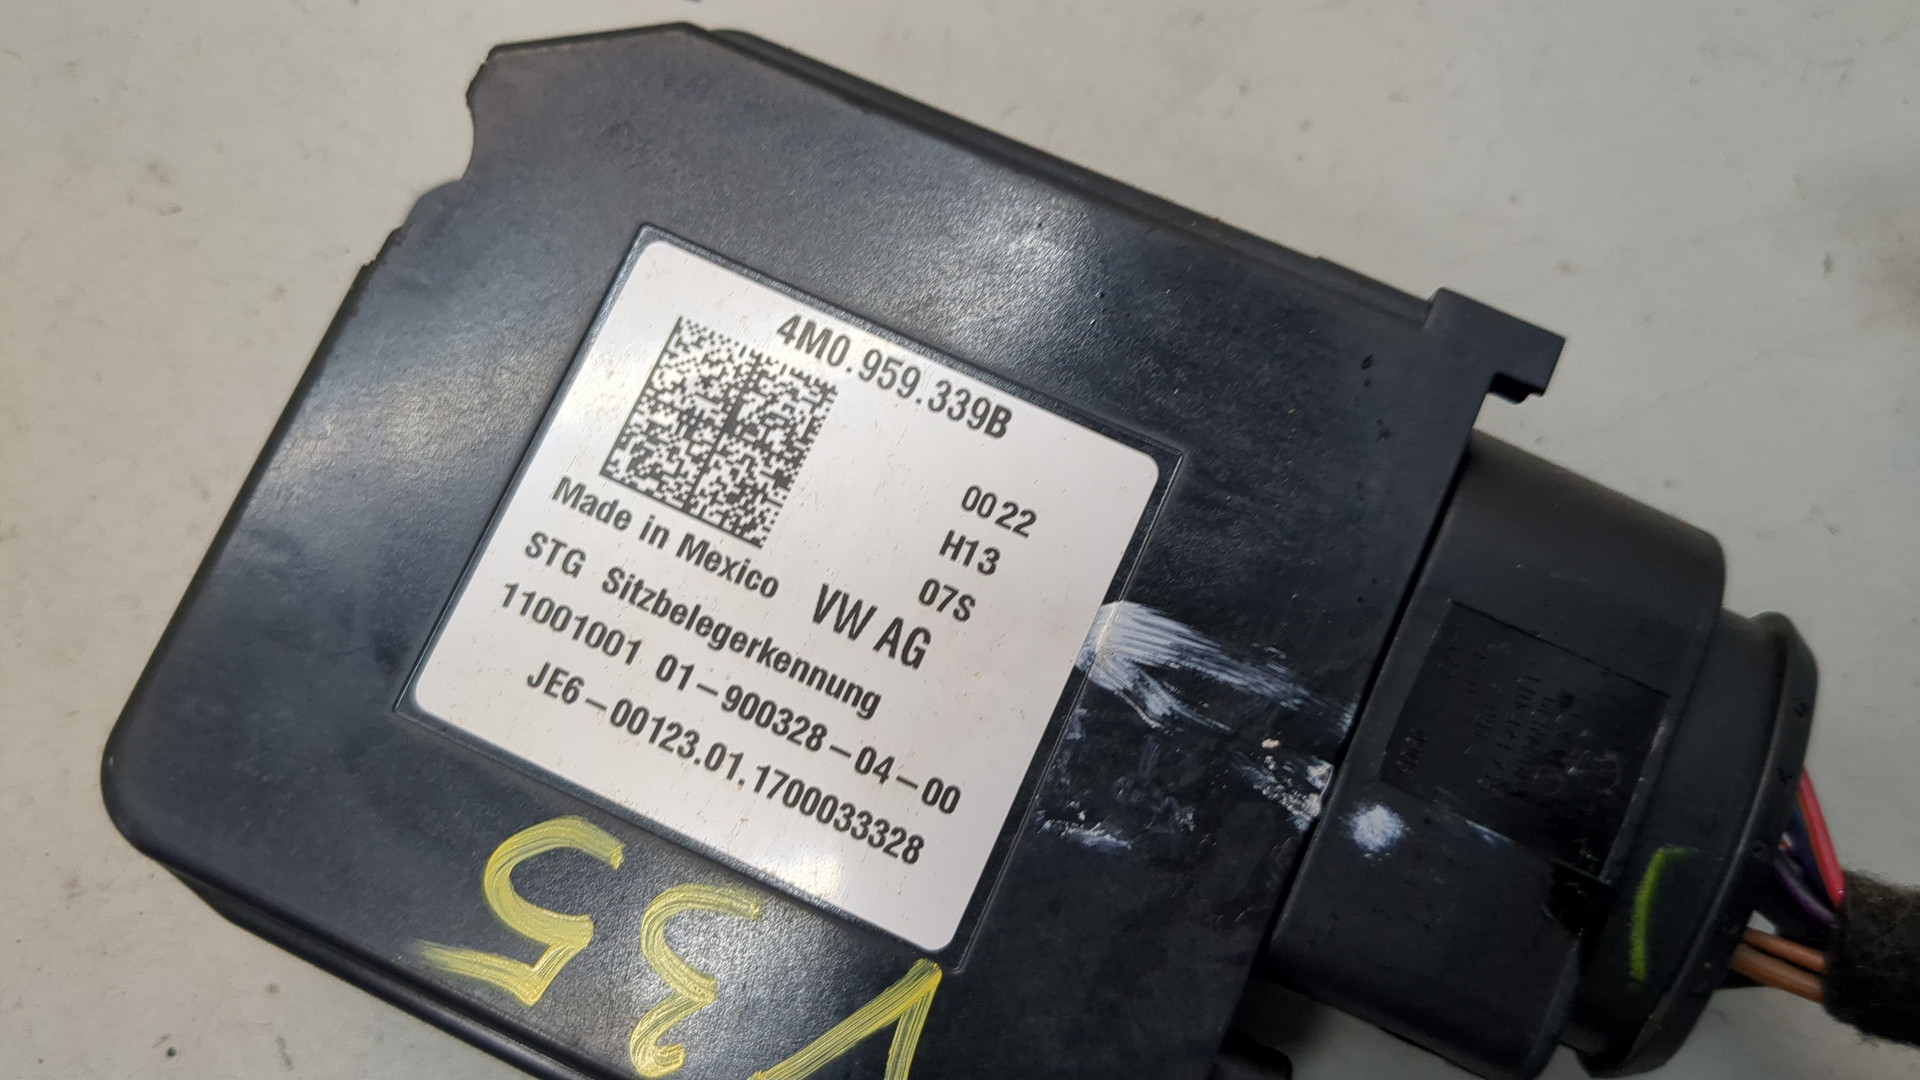 4M0.959.339B
0022
H13
07S
Made in Mexico
VW AG
STG Sitzbelegerkennung
11001001 01-900328-04-00
JE6-00123.01.1700033328
V35